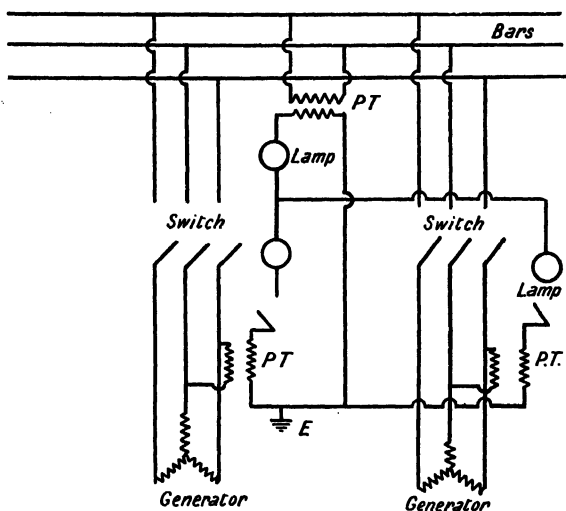 Bars
PT
Lamp
Switch
Switch
Lamp
PT
P.T.
E
Generator
Generator